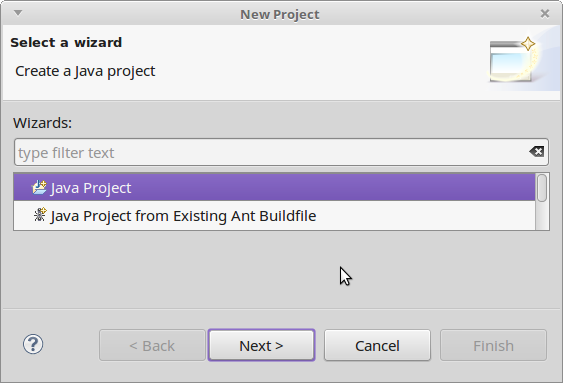 New Project
Select a wizard
Create a Java project
Wizards:
type filter text
Java Project
Java Project from Existing Ant Buildfile
? < Back Next > Cancel Finish